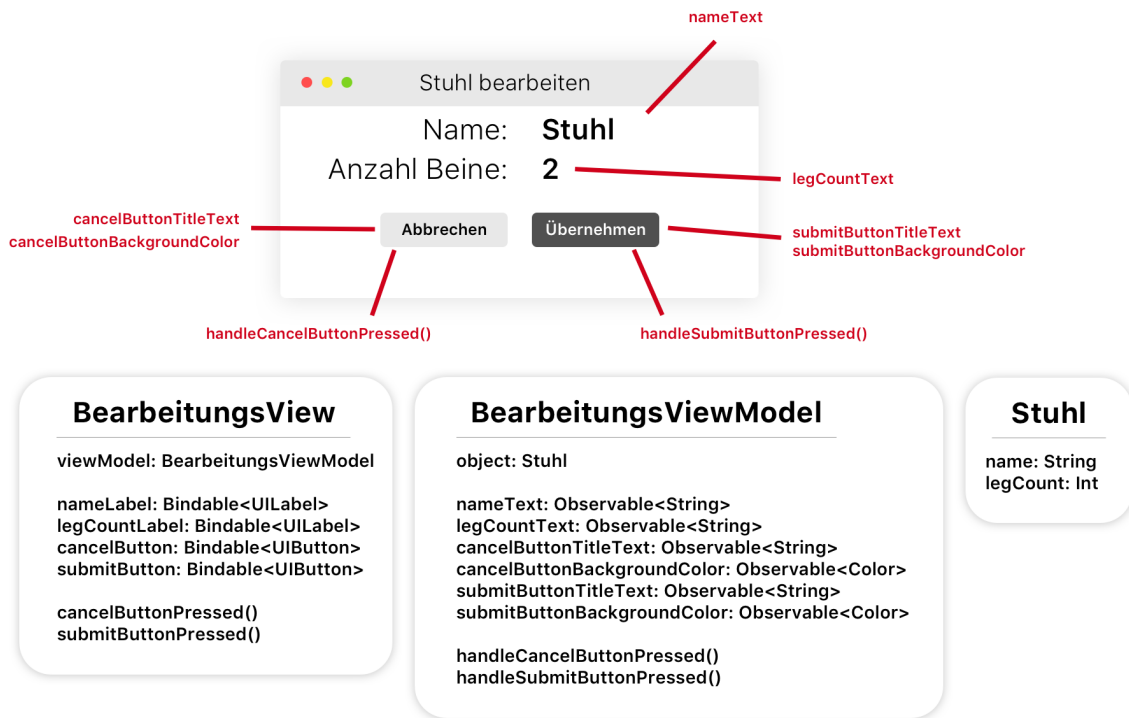 nameText
Stuhl bearbeiten
Name: Stuhl
Anzahl Beine: 2
legCountText
cancelButtonTitleText
cancelButtonBackgroundColor
Abbrechen
Übernehmen
submitButtonTitleText
submitButtonBackgroundColor
handleCancelButtonPressed()
handleSubmitButtonPressed()
BearbeitungsView
viewModel: BearbeitungsViewModel
nameLabel: Bindable<UILabel>
legCountLabel: Bindable<UILabel>
cancelButton: Bindable<UIButton>
submitButton: Bindable<UIButton>
cancelButtonPressed()
submitButtonPressed()
BearbeitungsViewModel
object: Stuhl
nameText: Observable<String>
legCountText: Observable<String>
cancelButtonTitleText: Observable<String>
cancelButtonBackgroundColor: Observable<Color>
submitButtonTitleText: Observable<String>
submitButtonBackgroundColor: Observable<Color>
handleCancelButtonPressed()
handleSubmitButtonPressed()
Stuhl
name: String
legCount: Int